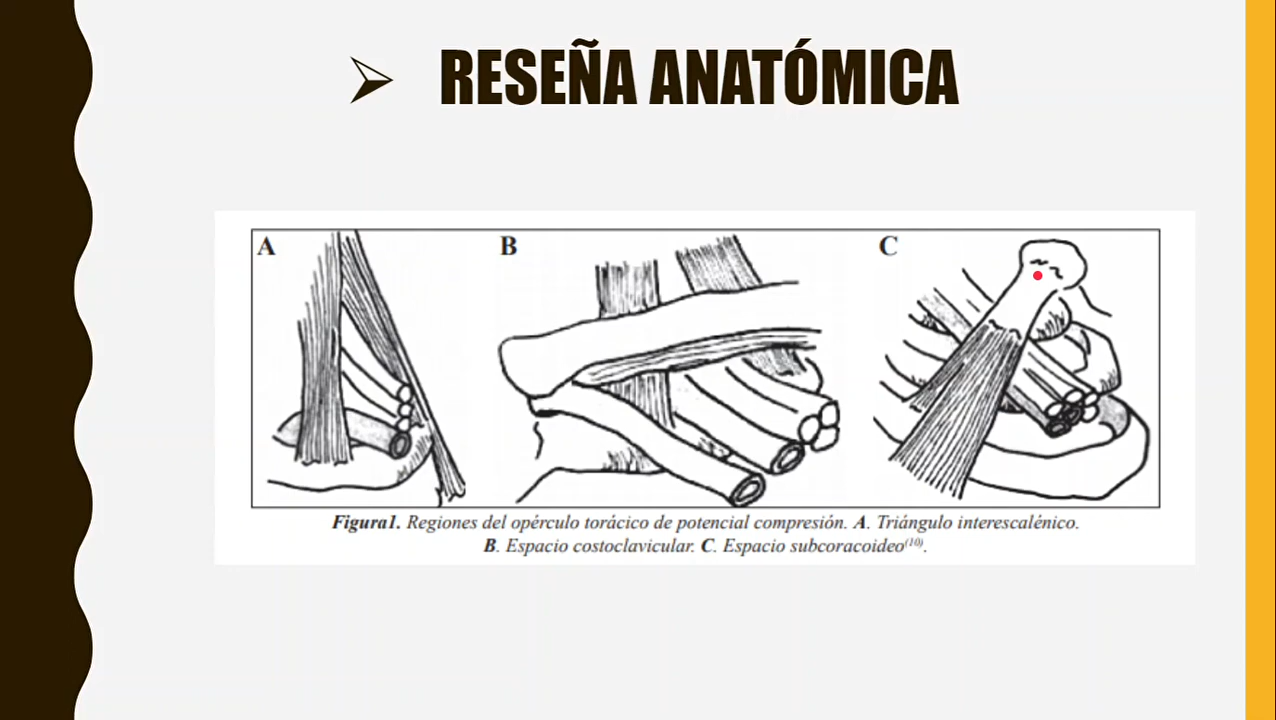 RESEÑA ANATÓMICA
A B C
Figura1. Regiones del opérculo torácico de potencial compresión. A. Triángulo interescalénico.
B. Espacio costoclavicular. C. Espacio subcoracoideo(10).